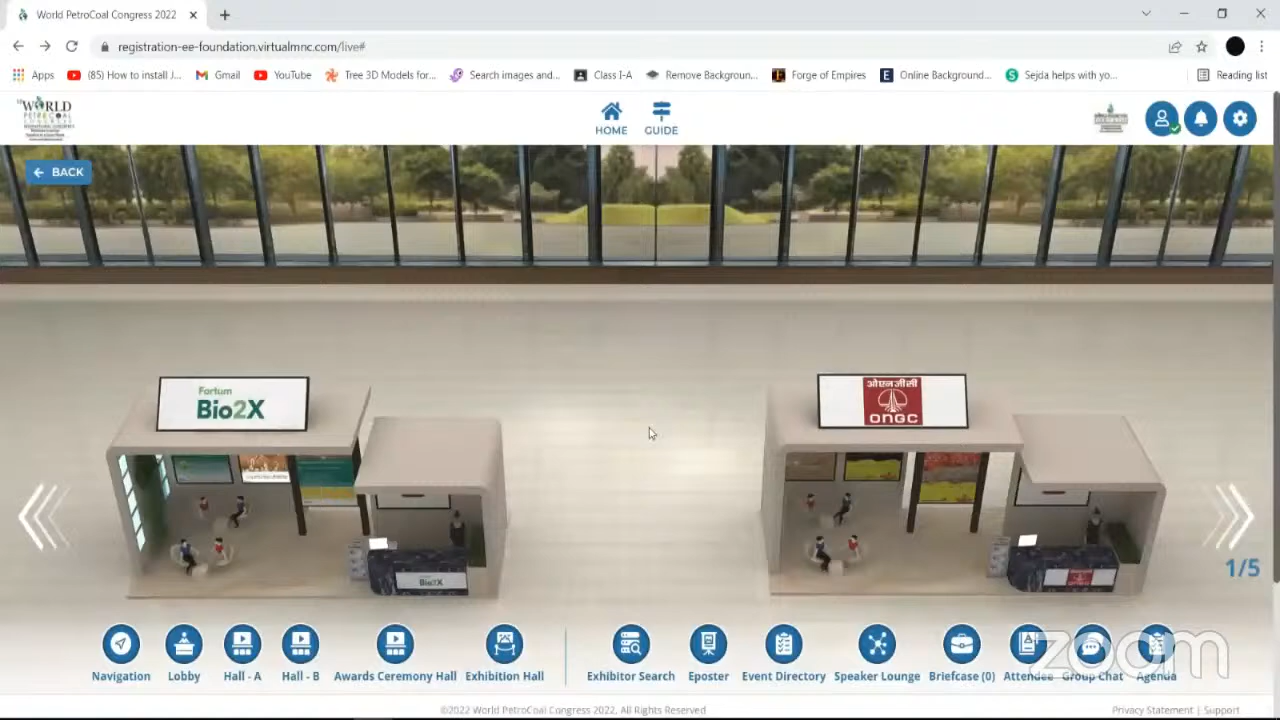 World PetroCoal Congress 2022
registration-ee-foundation.virtualmnc.com/live#
Apps
(85) How to install J...
Gmail
YouTube
Tree 3D Models for...
Search images and...
Class I-A
Remove Backgroun...
Forge of Empires
Online Background...
Sejda helps with yo...
Reading list
WORLD
PETROCOAL
CONGRESS
HOME
GUIDE
BACK
Fortum
Bio2X
ओएनजीसी
ONGC
Bio2X
1/5
Navigation
Lobby
Hall - A
Hall - B
Awards Ceremony Hall
Exhibition Hall
Exhibitor Search
Eposter
Event Directory
Speaker Lounge
Briefcase (0)
Attendee
Group Chat
Agenda
zoom
©2022 World PetroCoal Congress 2022, All Rights Reserved
Privacy Statement | Support